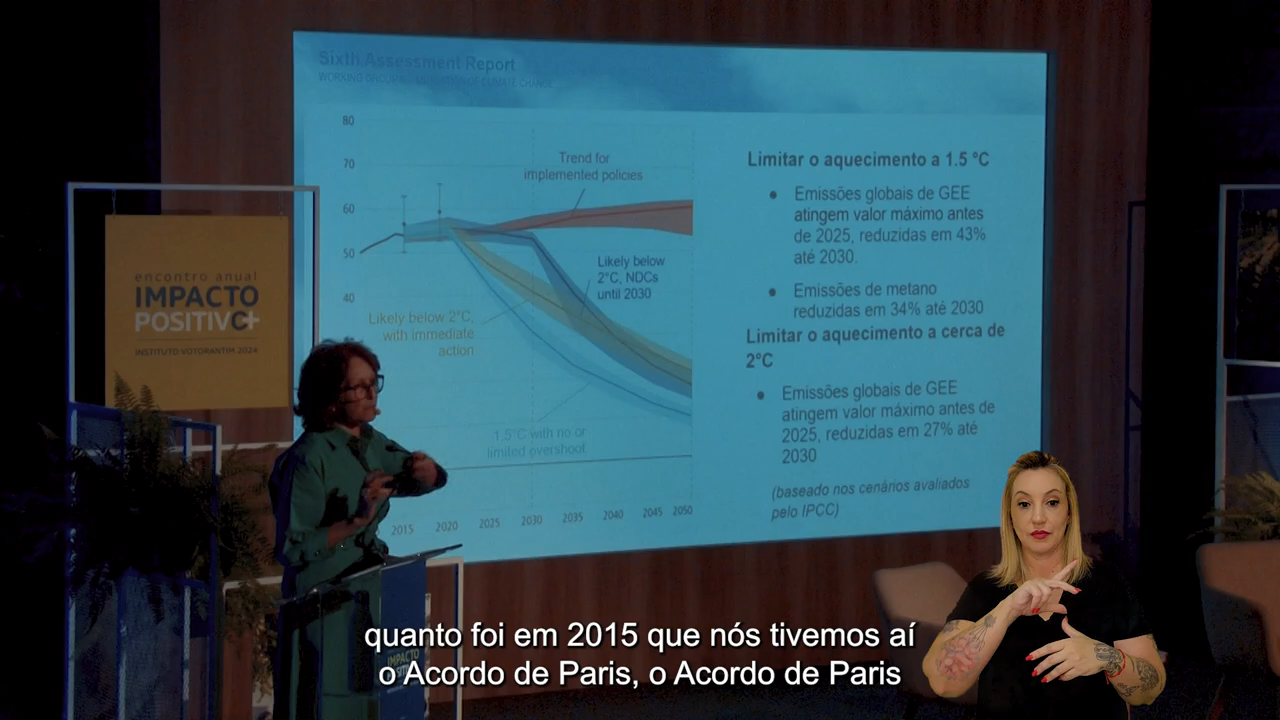 Sixth Assessment Report
80
70
60
50
40
Trend for
implemented policies
Likely below
2°C, NDCs
until 2030
Likely below 2°C,
with immediate
action
1.5°C with no or
limited overshoot
2015 2020 2025 2030 2035 2040 2045 2050
Limitar o aquecimento a 1.5 °C
● Emissões globais de GEE
atingem valor máximo antes
de 2025, reduzidas em 43%
até 2030.
● Emissões de metano
reduzidas em 34% até 2030
Limitar o aquecimento a cerca de
2°C
● Emissões globais de GEE
atingem valor máximo antes de
2025, reduzidas em 27% até
2030
(baseado nos cenários avaliados
pelo IPCC)
encontro anual
IMPACTO
POSITIVO+
INSTITUTO VOTORANTIM 2024
IMPACTO
quanto foi em 2015 que nós tivemos aí
o Acordo de Paris, o Acordo de Paris